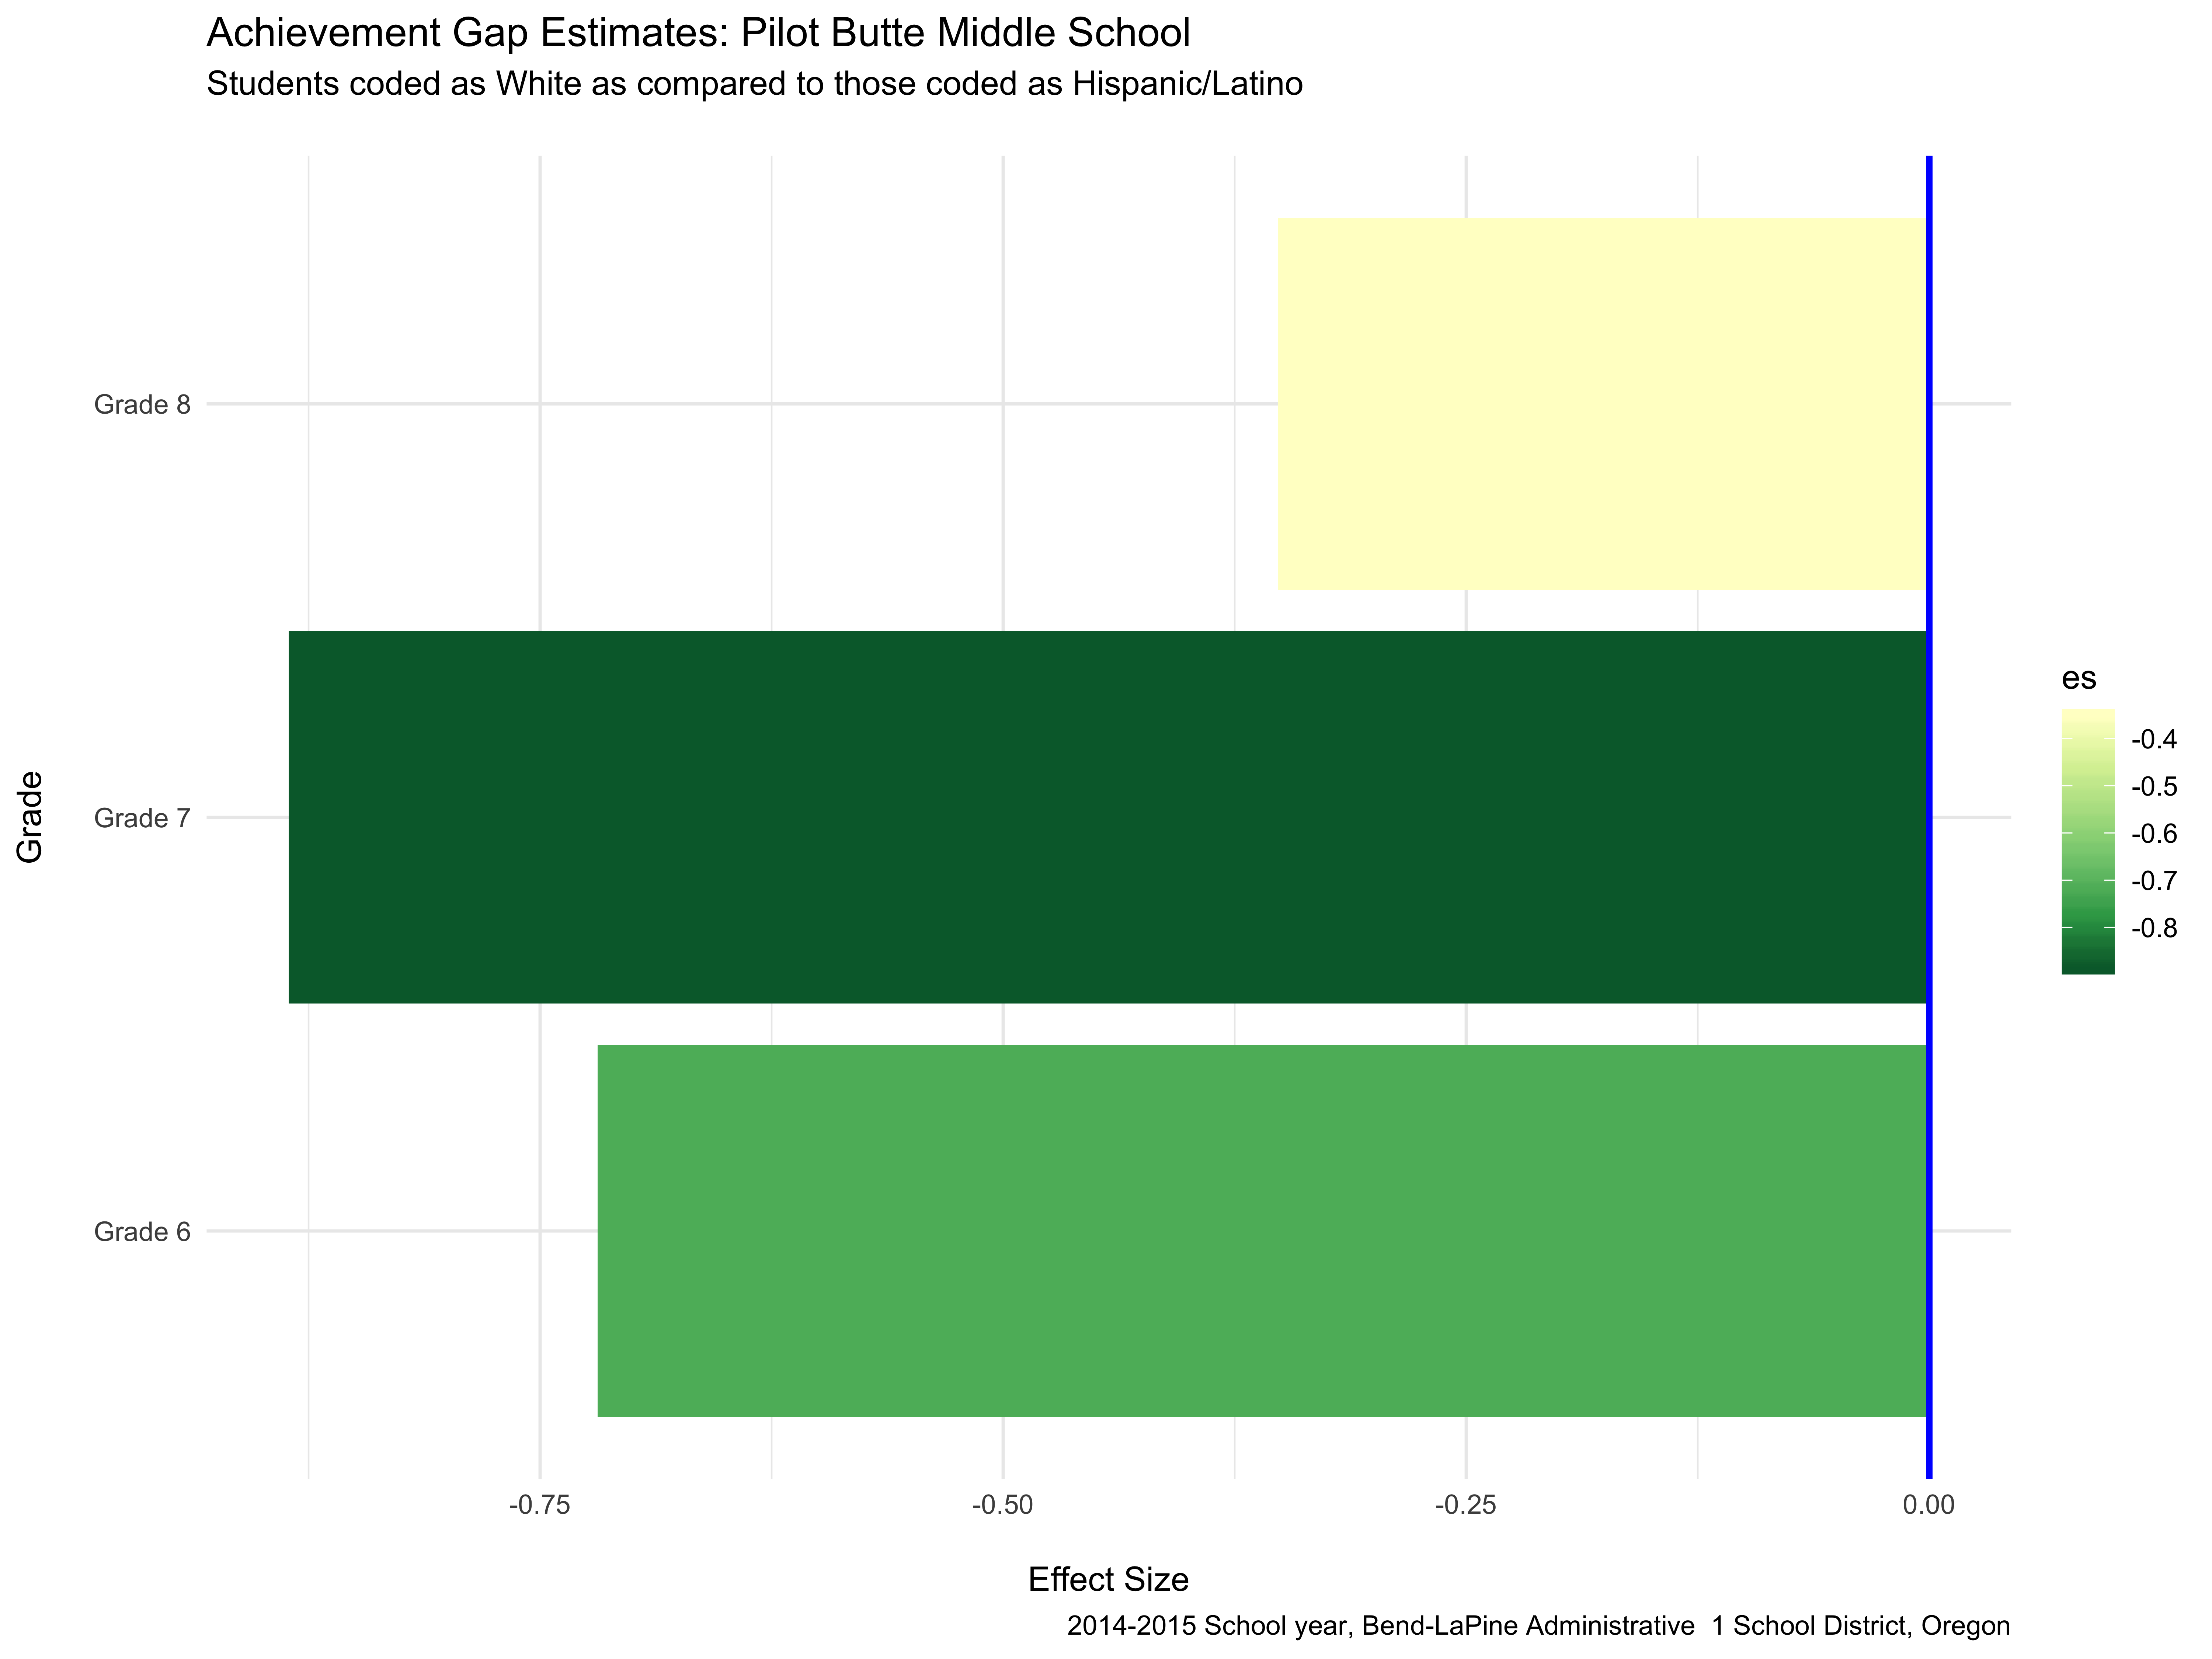 Achievement Gap Estimates: Pilot Butte Middle School
Students coded as White as compared to those coded as Hispanic/Latino
Grade
Grade 8
Grade 7
Grade 6
-0.75
-0.50
-0.25
0.00
Effect Size
2014-2015 School year, Bend-LaPine Administrative  1 School District, Oregon
es
-0.4
-0.5
-0.6
-0.7
-0.8